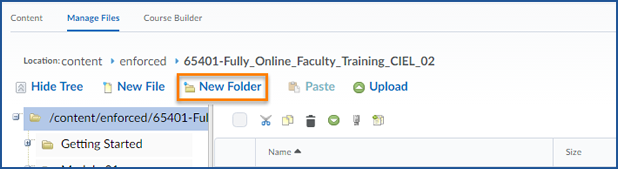 Content Manage Files Course Builder
Location: content enforced 65401-Fully_Online_Faculty_Training_CIEL_02
Hide Tree New File New Folder Paste Upload
/content/enforced/65401-Ful
Getting Started
Name Size